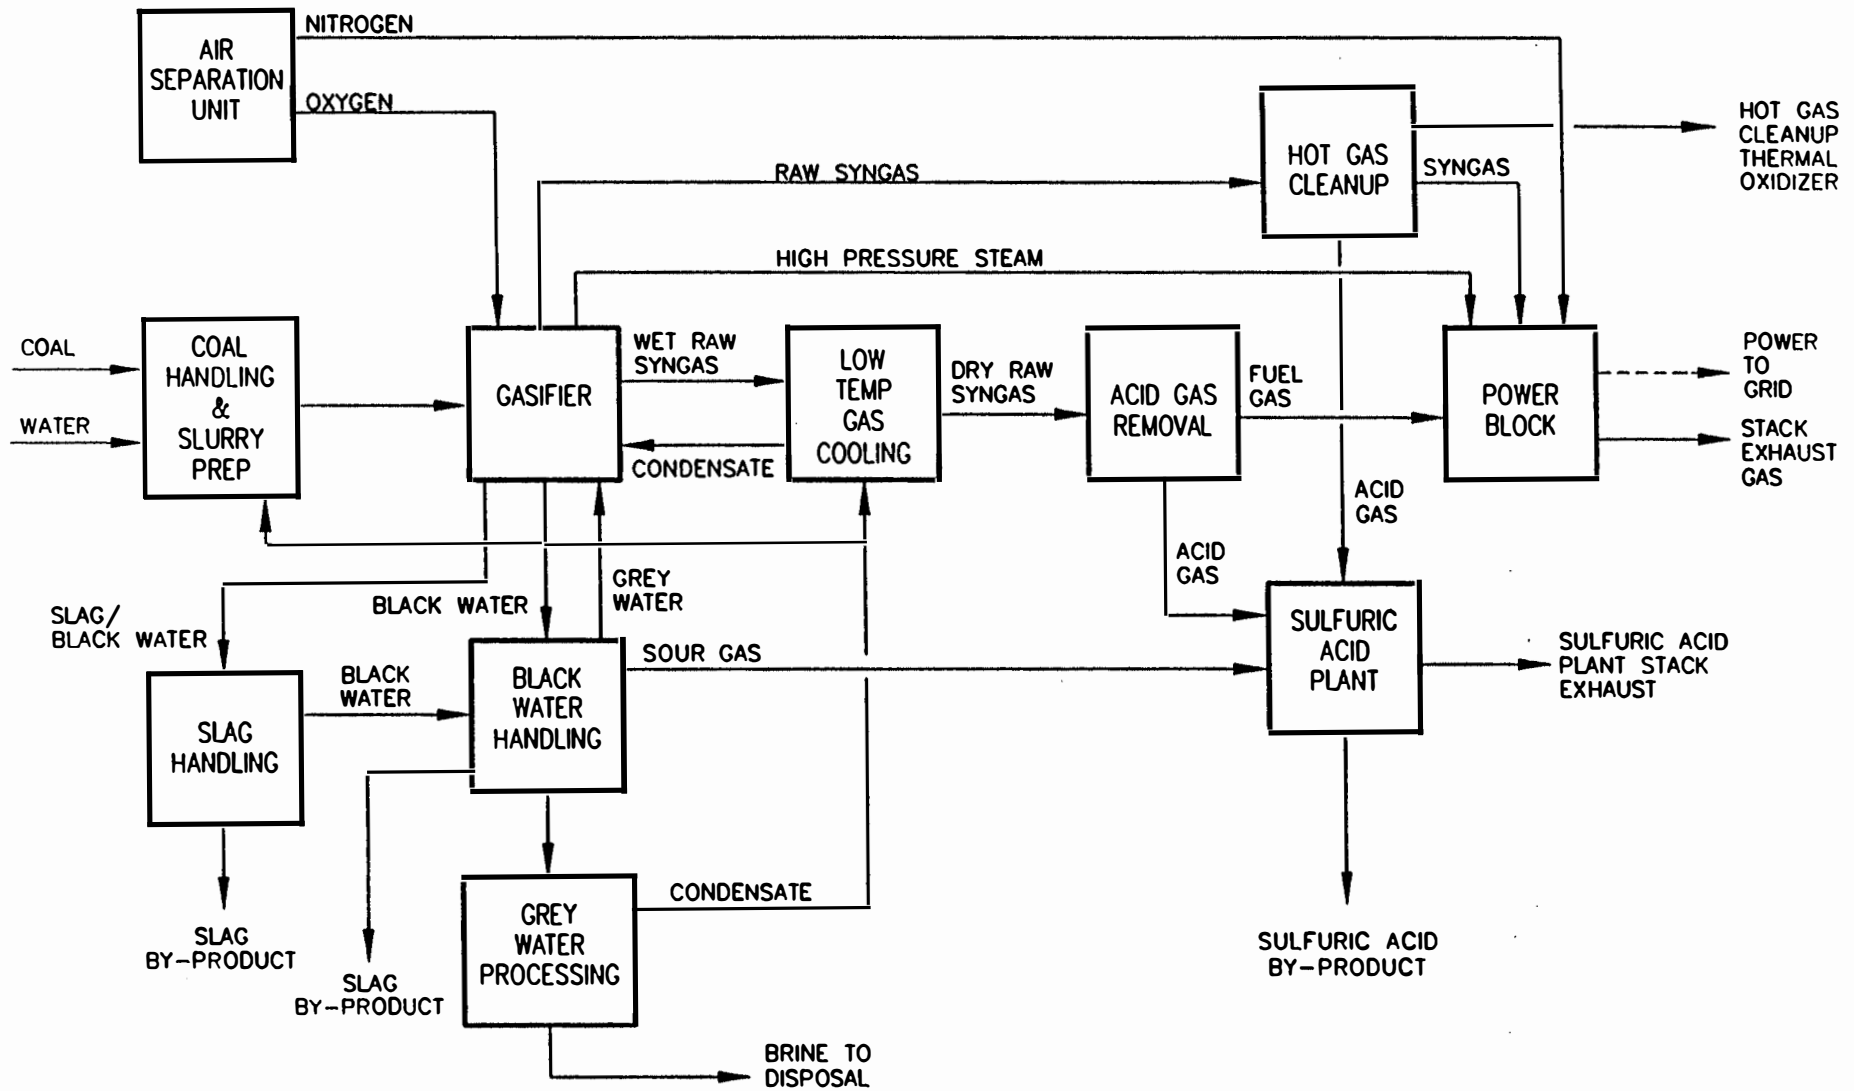 NITROGEN
AIR
SEPARATION
UNIT
OXYGEN
HOT GAS
CLEANUP
THERMAL
OXIDIZER
HOT GAS
CLEANUP
SYNGAS
RAW SYNGAS
HIGH PRESSURE STEAM
COAL
WATER
COAL
HANDLING
&
SLURRY
PREP
GASIFIER
WET RAW
SYNGAS
CONDENSATE
LOW
TEMP
GAS
COOLING
DRY RAW
SYNGAS
ACID GAS
REMOVAL
FUEL
GAS
POWER
BLOCK
POWER
TO
GRID
STACK
EXHAUST
GAS
ACID
GAS
ACID
GAS
SLAG/
BLACK WATER
BLACK WATER
GREY
WATER
SLAG
HANDLING
BLACK
WATER
BLACK
WATER
HANDLING
SOUR GAS
SULFURIC
ACID
PLANT
SULFURIC ACID
PLANT STACK
EXHAUST
SLAG
BY-PRODUCT
SLAG
BY-PRODUCT
GREY
WATER
PROCESSING
CONDENSATE
SULFURIC ACID
BY-PRODUCT
BRINE TO
DISPOSAL